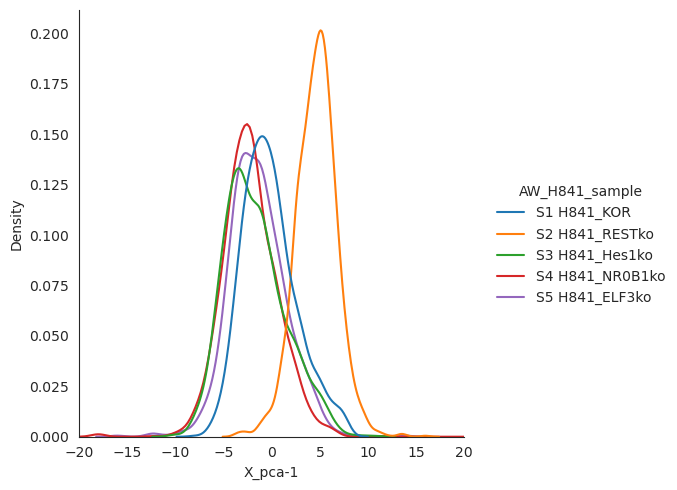 0.200
0.175
0.150
0.125
0.100
0.075
0.050
0.025
0.000
Density
−20
−15
−10
−5
0
5
10
15
20
X_pca-1
AW_H841_sample
S1 H841_KOR
S2 H841_RESTko
S3 H841_Hes1ko
S4 H841_NR0B1ko
S5 H841_ELF3ko